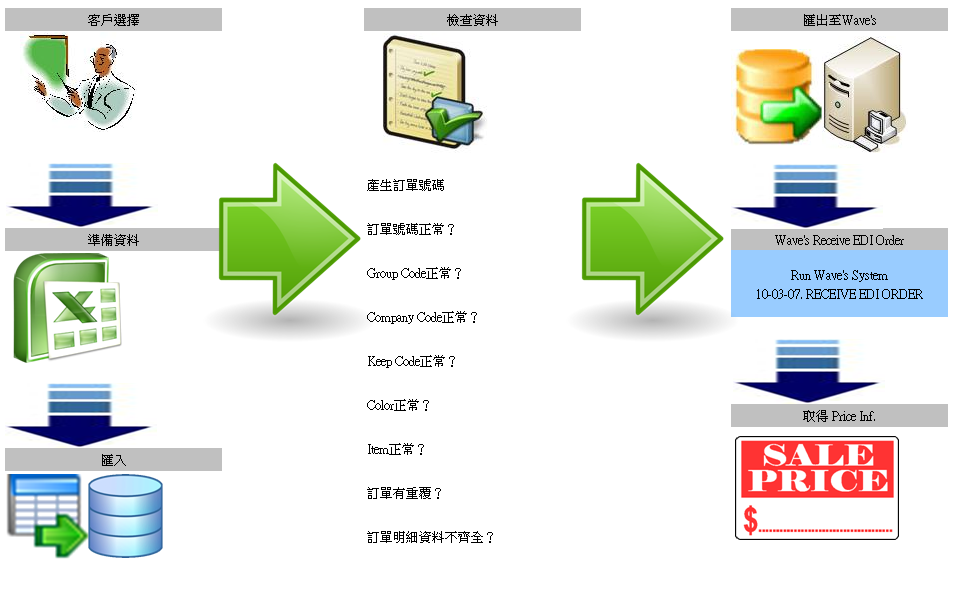 客戶選擇
準備資料
匯入
檢查資料
產生訂單號碼
訂單號碼正常？
Group Code正常？
Company Code正常？
Keep Code正常？
Color正常？
Item正常？
訂單有重覆？
訂單明細資料不齊全？
匯出至Wave's
Wave's Receive EDI Order
Run Wave's System
10-03-07. RECEIVE EDI ORDER
取得 Price Inf.
SALE
PRICE
$